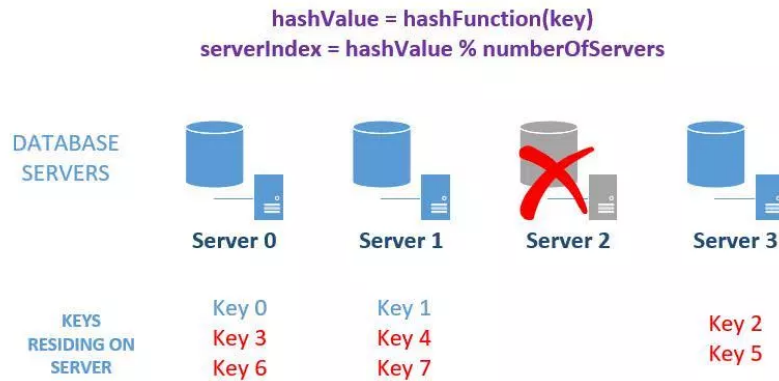 hashValue = hashFunction(key)
serverIndex = hashValue % numberOfServers
DATABASE
SERVERS
Server 0
Server 1
Server 2
Server 3
KEYS
RESIDING ON
SERVER
Key 0
Key 3
Key 6
Key 1
Key 4
Key 7
Key 2
Key 5